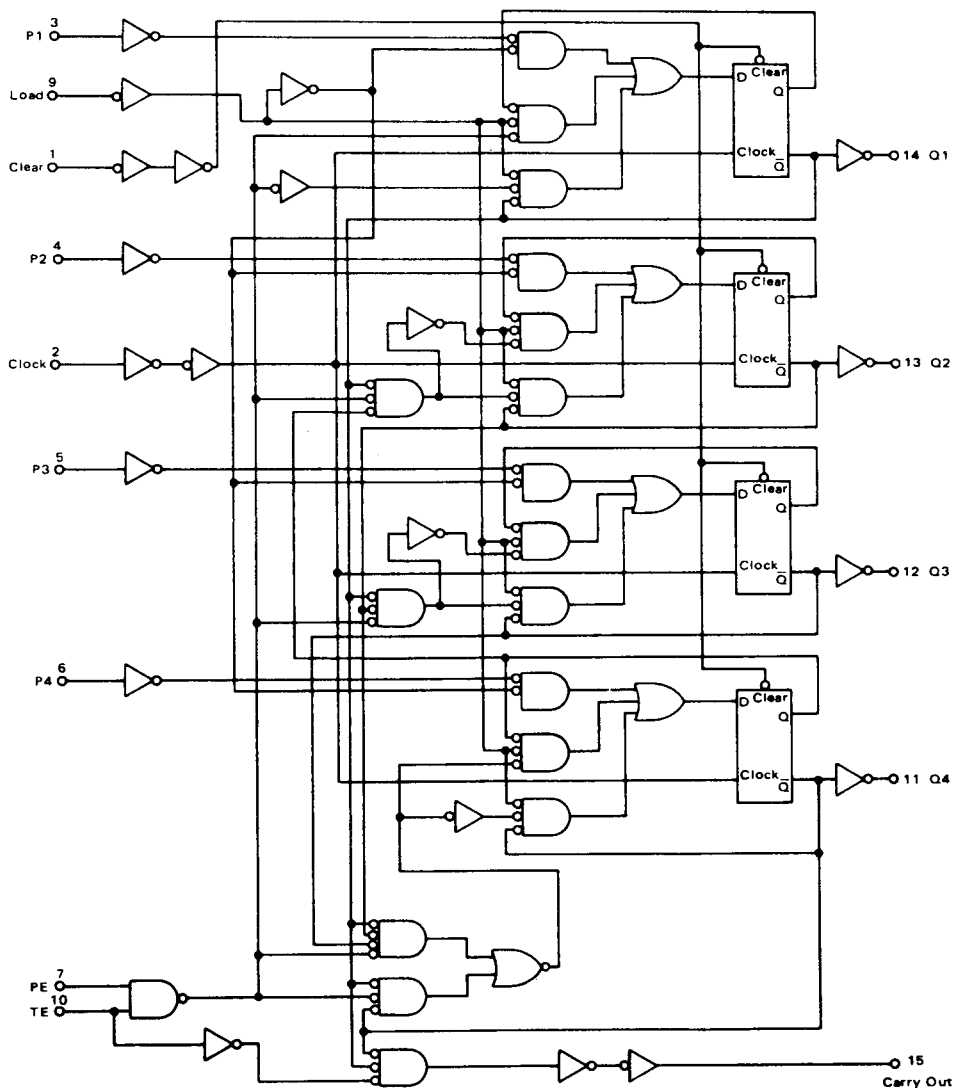 3
P1
9
Load
1
Clear
D Clear
Q
Clock
Q
14 Q1
4
P2
2
Clock
D Clear
Q
Clock
Q
13 Q2
5
P3
D Clear
Q
Clock
Q
12 Q3
6
P4
D Clear
Q
Clock
Q
11 Q4
7
PE
10
TE
15
Carry Out